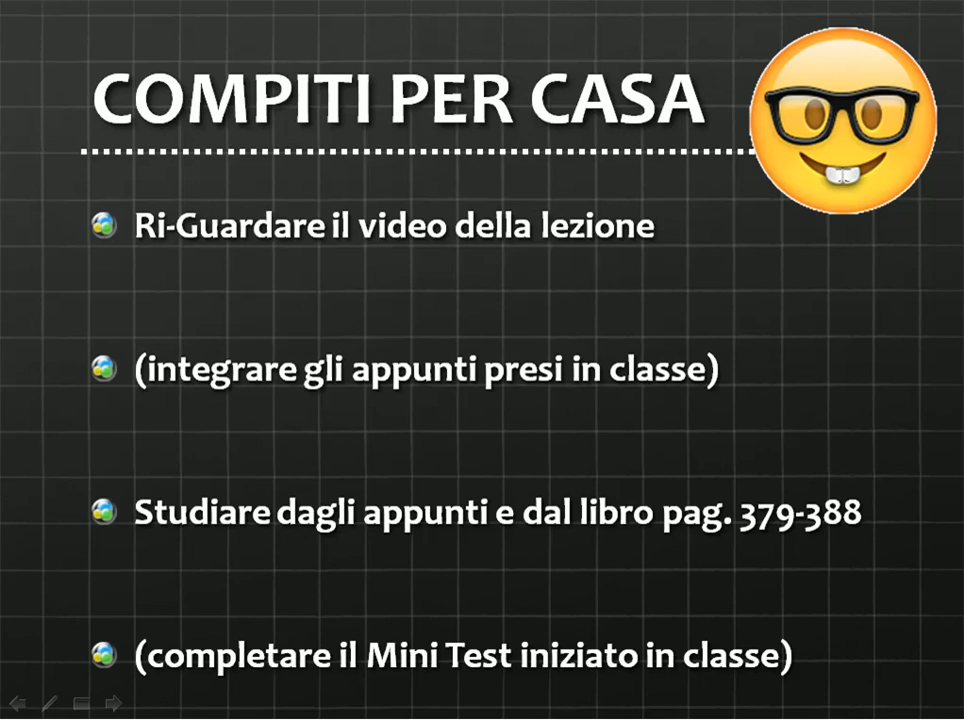 COMPITI PER CASA
Ri-Guardare il video della lezione
(integrare gli appunti presi in classe)
Studiare dagli appunti e dal libro pag. 379-388
(completare il Mini Test iniziato in classe)